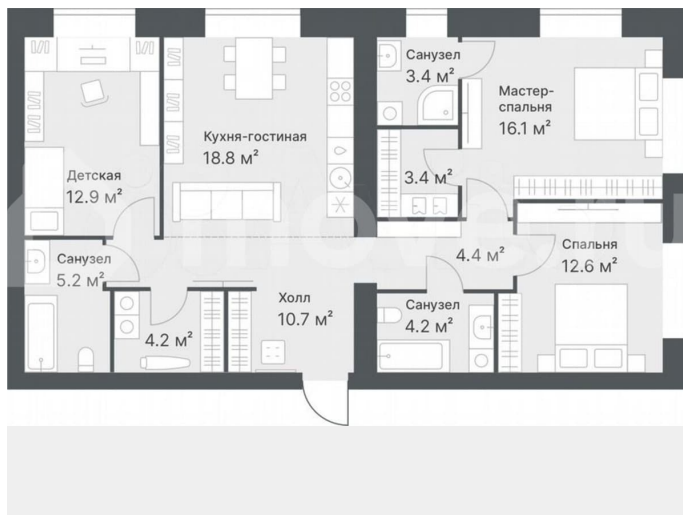 Санузел
3.4 м²
Мастер-
спальня
16.1 м²
Кухня-гостиная
18.8 м²
Детская
12.9 м²
3.4 м²
Санузел
5.2 м²
4.4 м²
Спальня
12.6 м²
Холл
10.7 м²
Санузел
4.2 м²
4.2 м²
move.ru